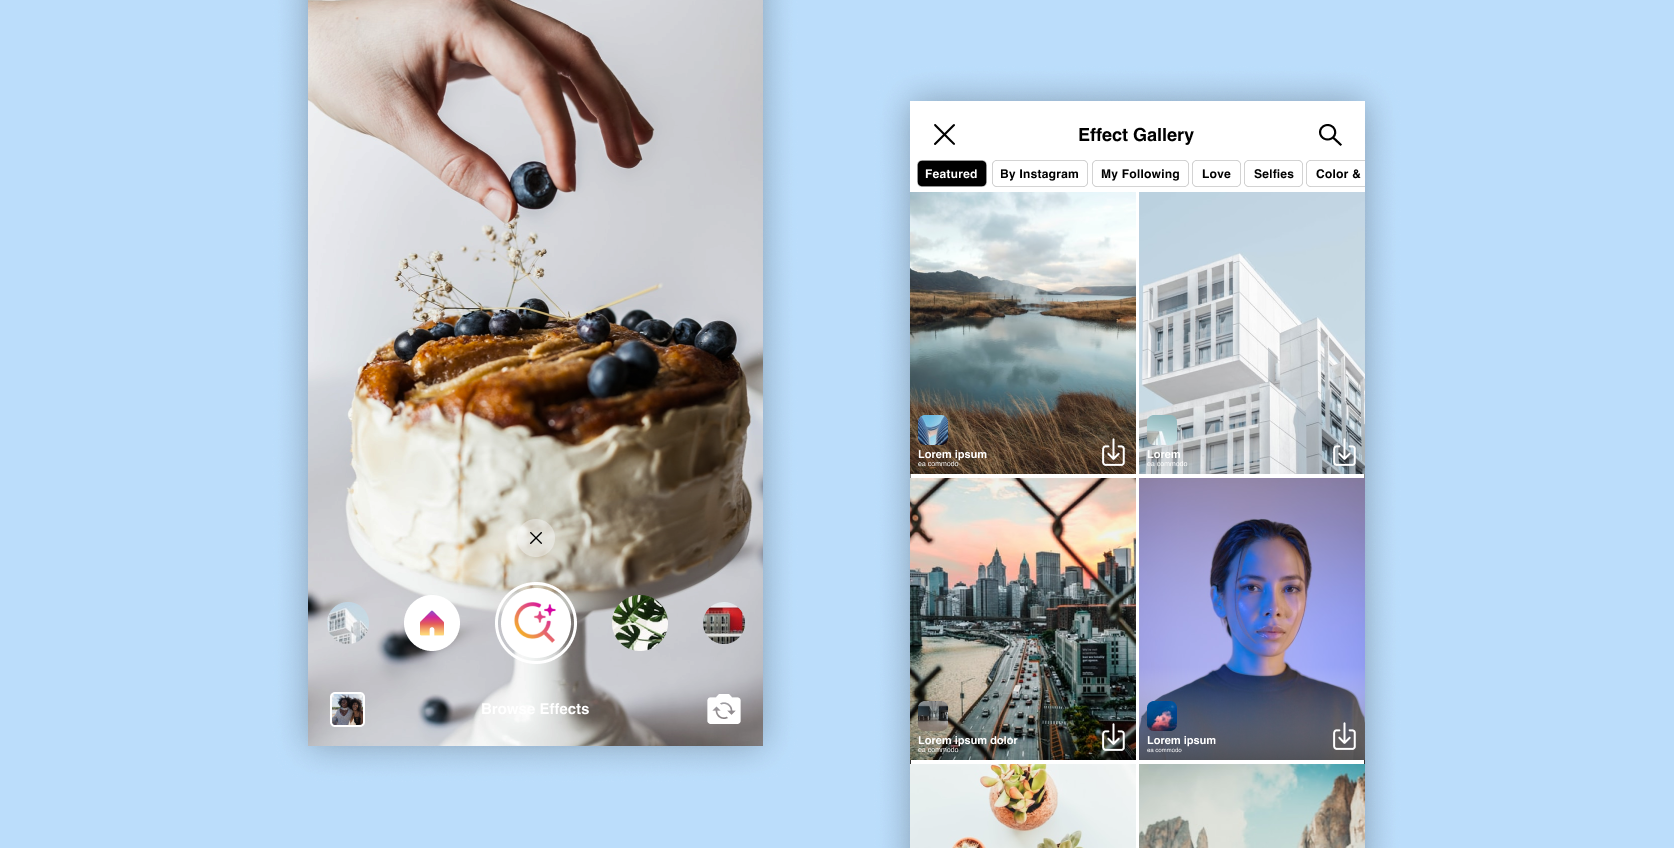 Browse Effects
Effect Gallery
Featured
By Instagram
My Following
Love
Selfies
Color &
Lorem ipsum
ea commodo
Lorem
ea commodo
Lorem ipsum dolor
ea commodo
Lorem ipsum
ea commodo